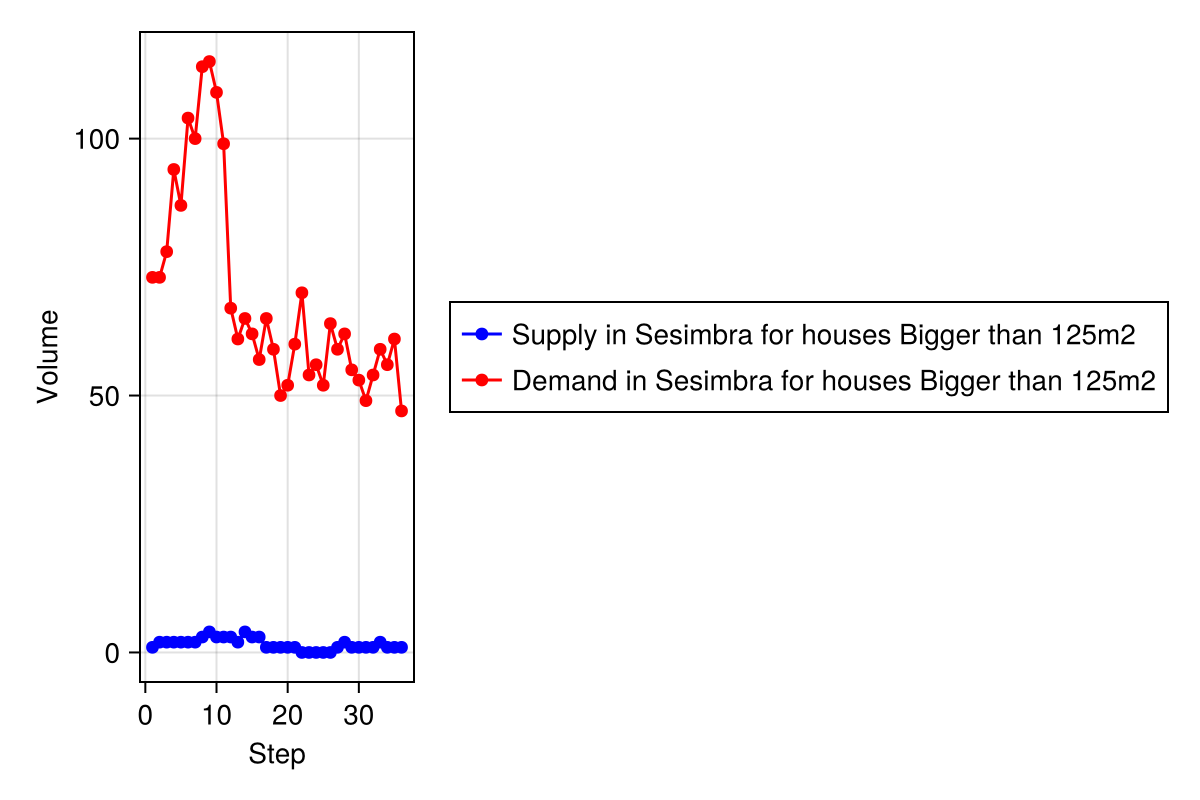 100
50
0
Volume
0 10 20 30
Step
Supply in Sesimbra for houses Bigger than 125m2
Demand in Sesimbra for houses Bigger than 125m2